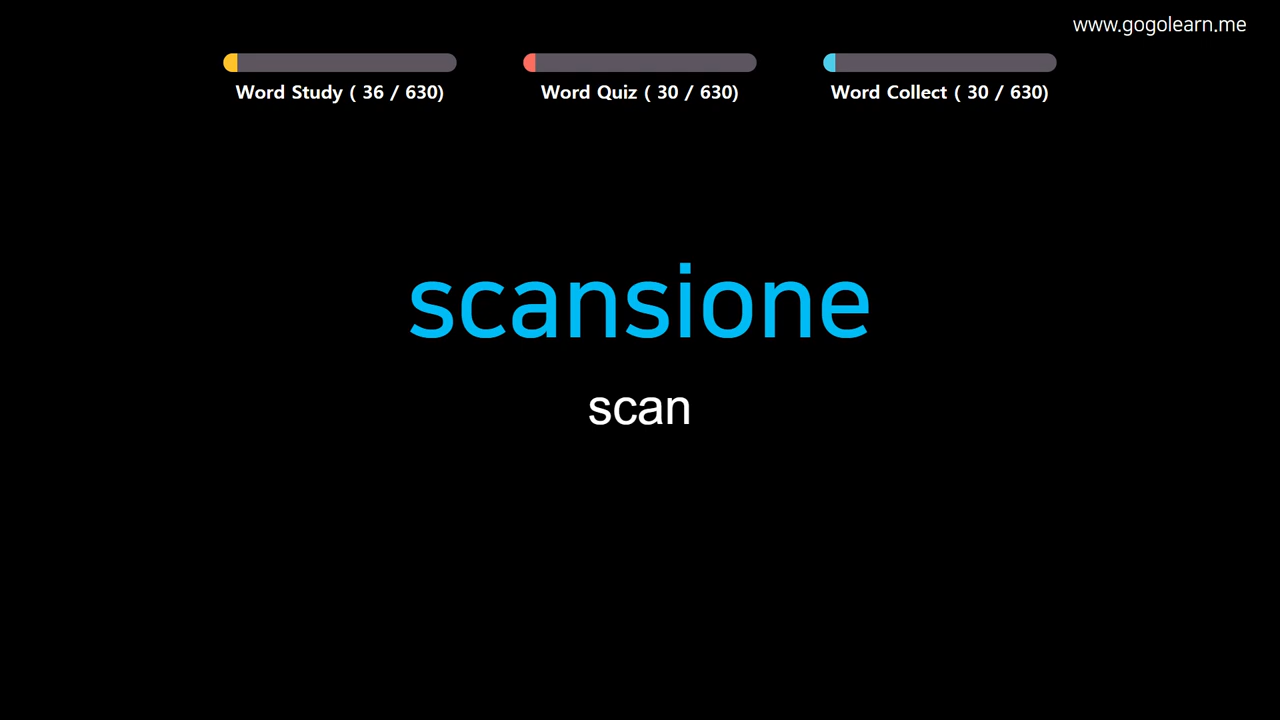 www.gogolearn.me
Word Study ( 36 / 630)
Word Quiz ( 30 / 630)
Word Collect ( 30 / 630)
scansione
scan